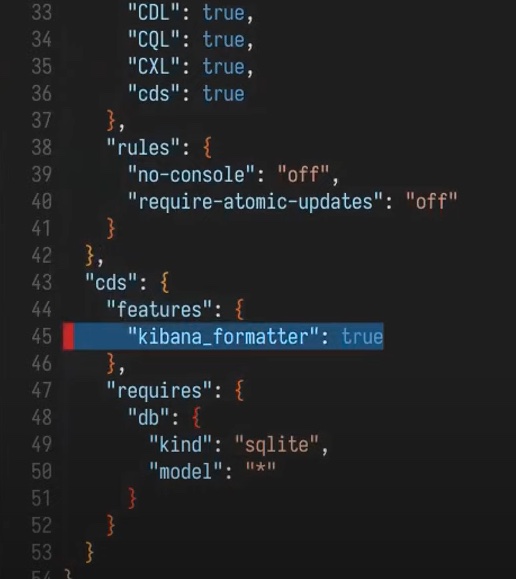 33 "CDL": true,
34 "CQL": true,
35 "CXL": true,
36 "cds": true
37 },
38 "rules": {
39 "no-console": "off",
40 "require-atomic-updates": "off"
41 }
42 },
43 "cds": {
44 "features": {
45 "kibana_formatter": true
46 },
47 "requires": {
48 "db": {
49 "kind": "sqlite",
50 "model": "*"
51 }
52 }
53 }
54 }